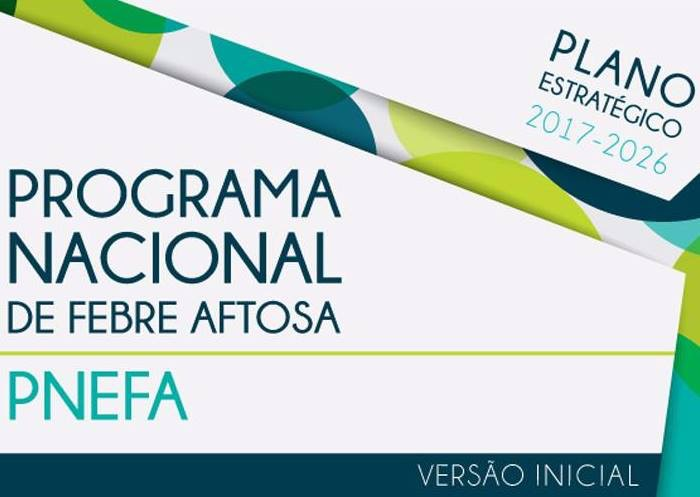 PLANO
ESTRATÉGICO
2017-2026
PROGRAMA
NACIONAL
DE FEBRE AFTOSA
PNEFA
VERSÃO INICIAL